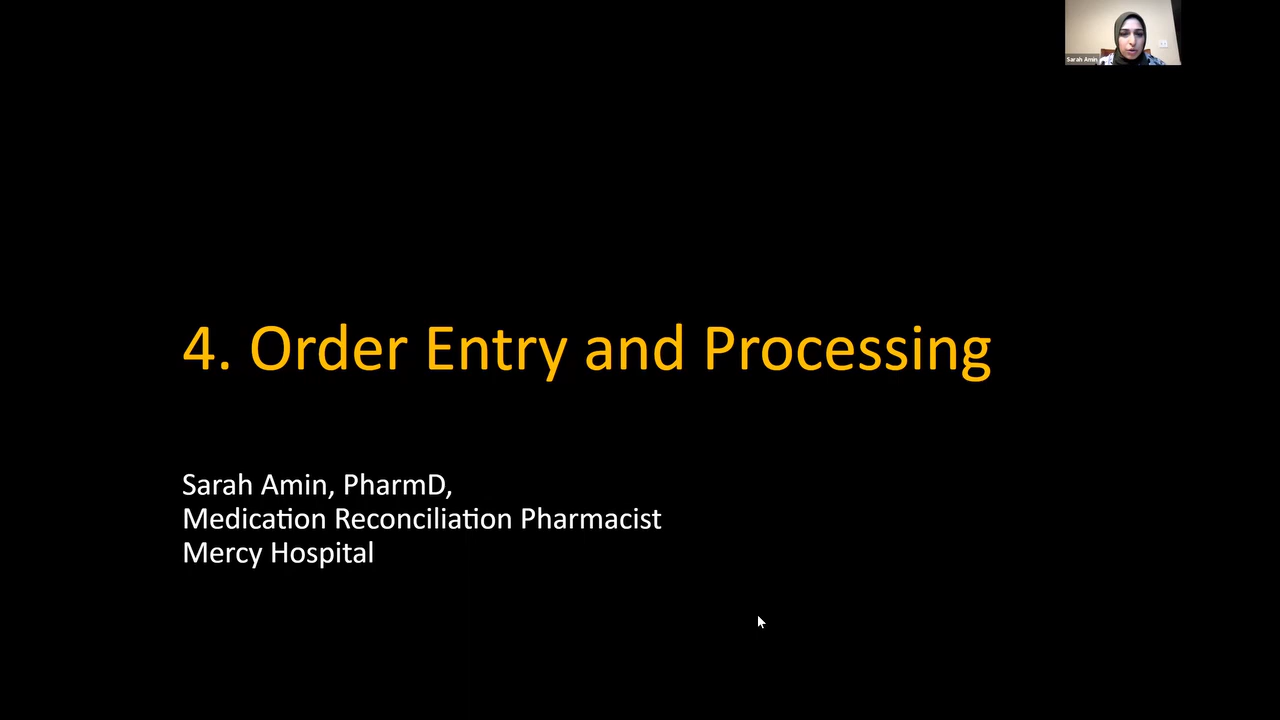 Sarah Amin
4. Order Entry and Processing
Sarah Amin, PharmD,
Medication Reconciliation Pharmacist
Mercy Hospital